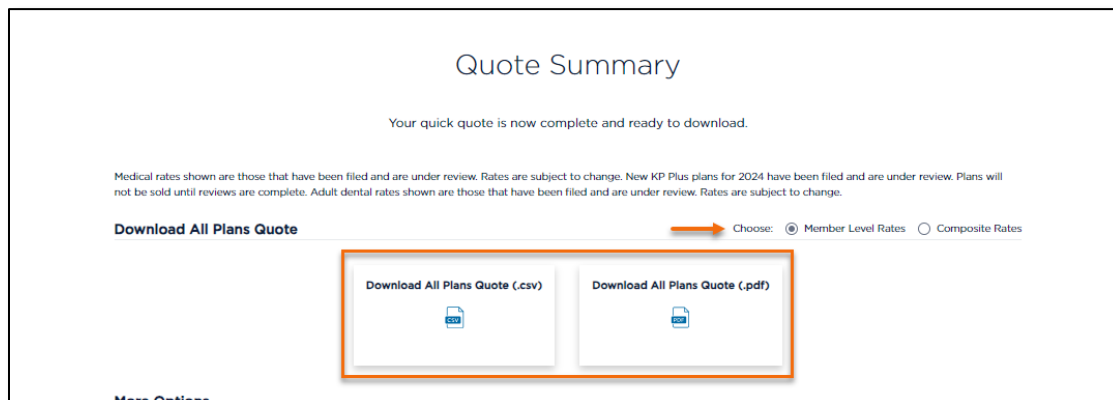 Quote Summary
Your quick quote is now complete and ready to download.
Medical rates shown are those that have been filed and are under review. Rates are subject to change. New KP Plus plans for 2024 have been filed and are under review. Plans will
not be sold until reviews are complete. Adult dental rates shown are those that have been filed and are under review. Rates are subject to change.
Download All Plans Quote Choose: Member Level Rates Composite Rates
Download All Plans Quote (.csv) Download All Plans Quote (.pdf)
CSV PDF
More Options